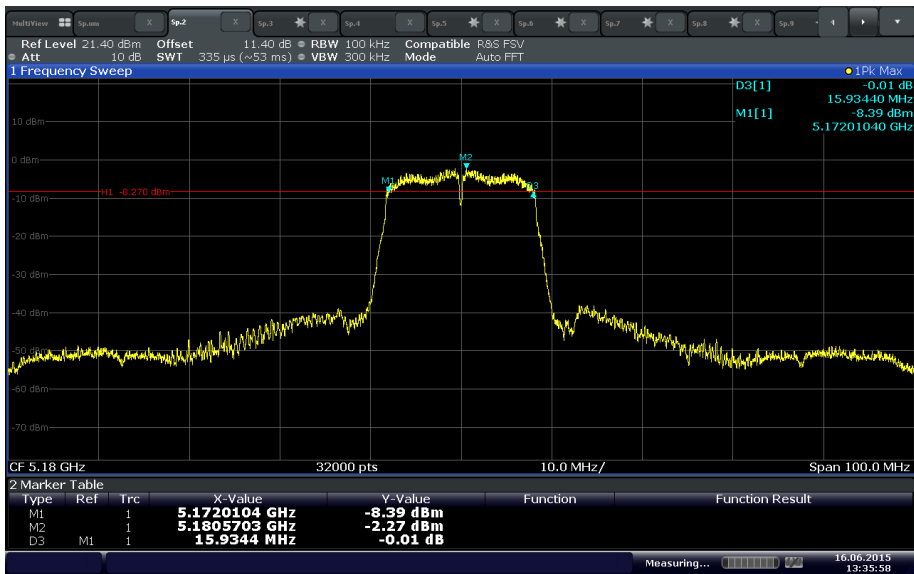 MultiView Sp.um X Sp.2 X Sp.3 X Sp.4 X Sp.5 X Sp.6 X Sp.7 X Sp.8 X Sp.9
Ref Level 21.40 dBm Offset 11.40 dB RBW 100 kHz Compatible R&S FSV
Att 10 dB SWT 335 µs (~53 ms) VBW 300 kHz Mode Auto FFT
1 Frequency Sweep 1Pk Max
D3[1] -0.01 dB
15.93440 MHz
M1[1] -8.39 dBm
5.17201040 GHz
10 dBm
0 dBm
M2
M1
D3
H1 -8.270 dBm
-10 dBm
-20 dBm
-30 dBm
-40 dBm
-50 dBm
-60 dBm
-70 dBm
CF 5.18 GHz 32000 pts 10.0 MHz/ Span 100.0 MHz
2 Marker Table
Type Ref Trc X-Value Y-Value Function Function Result
M1 1 5.1720104 GHz -8.39 dBm
M2 1 5.1805703 GHz -2.27 dBm
D3 M1 1 15.9344 MHz -0.01 dB
Measuring... 16.06.2015
13:35:58